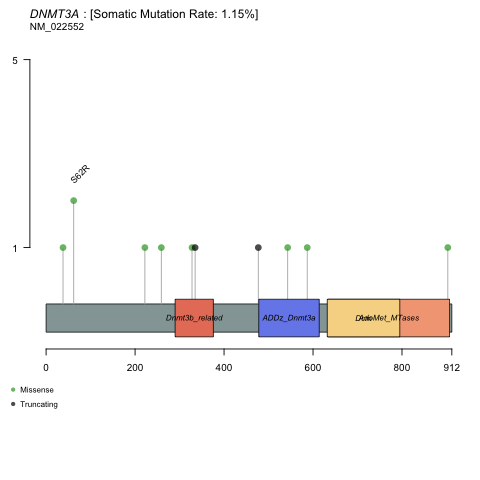 DNMT3A : [Somatic Mutation Rate: 1.15%]
NM_022552
5
S62R
1
Dnmt3b_related
ADDz_Dnmt3a
AdoMet_MTases
0 200 400 600 800 912
Missense
Truncating